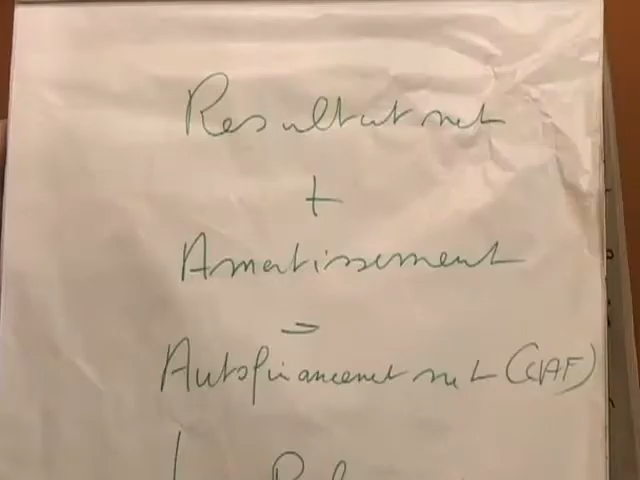 Resultat net
+
Amortissement
=
Autofinancement net (CAF)